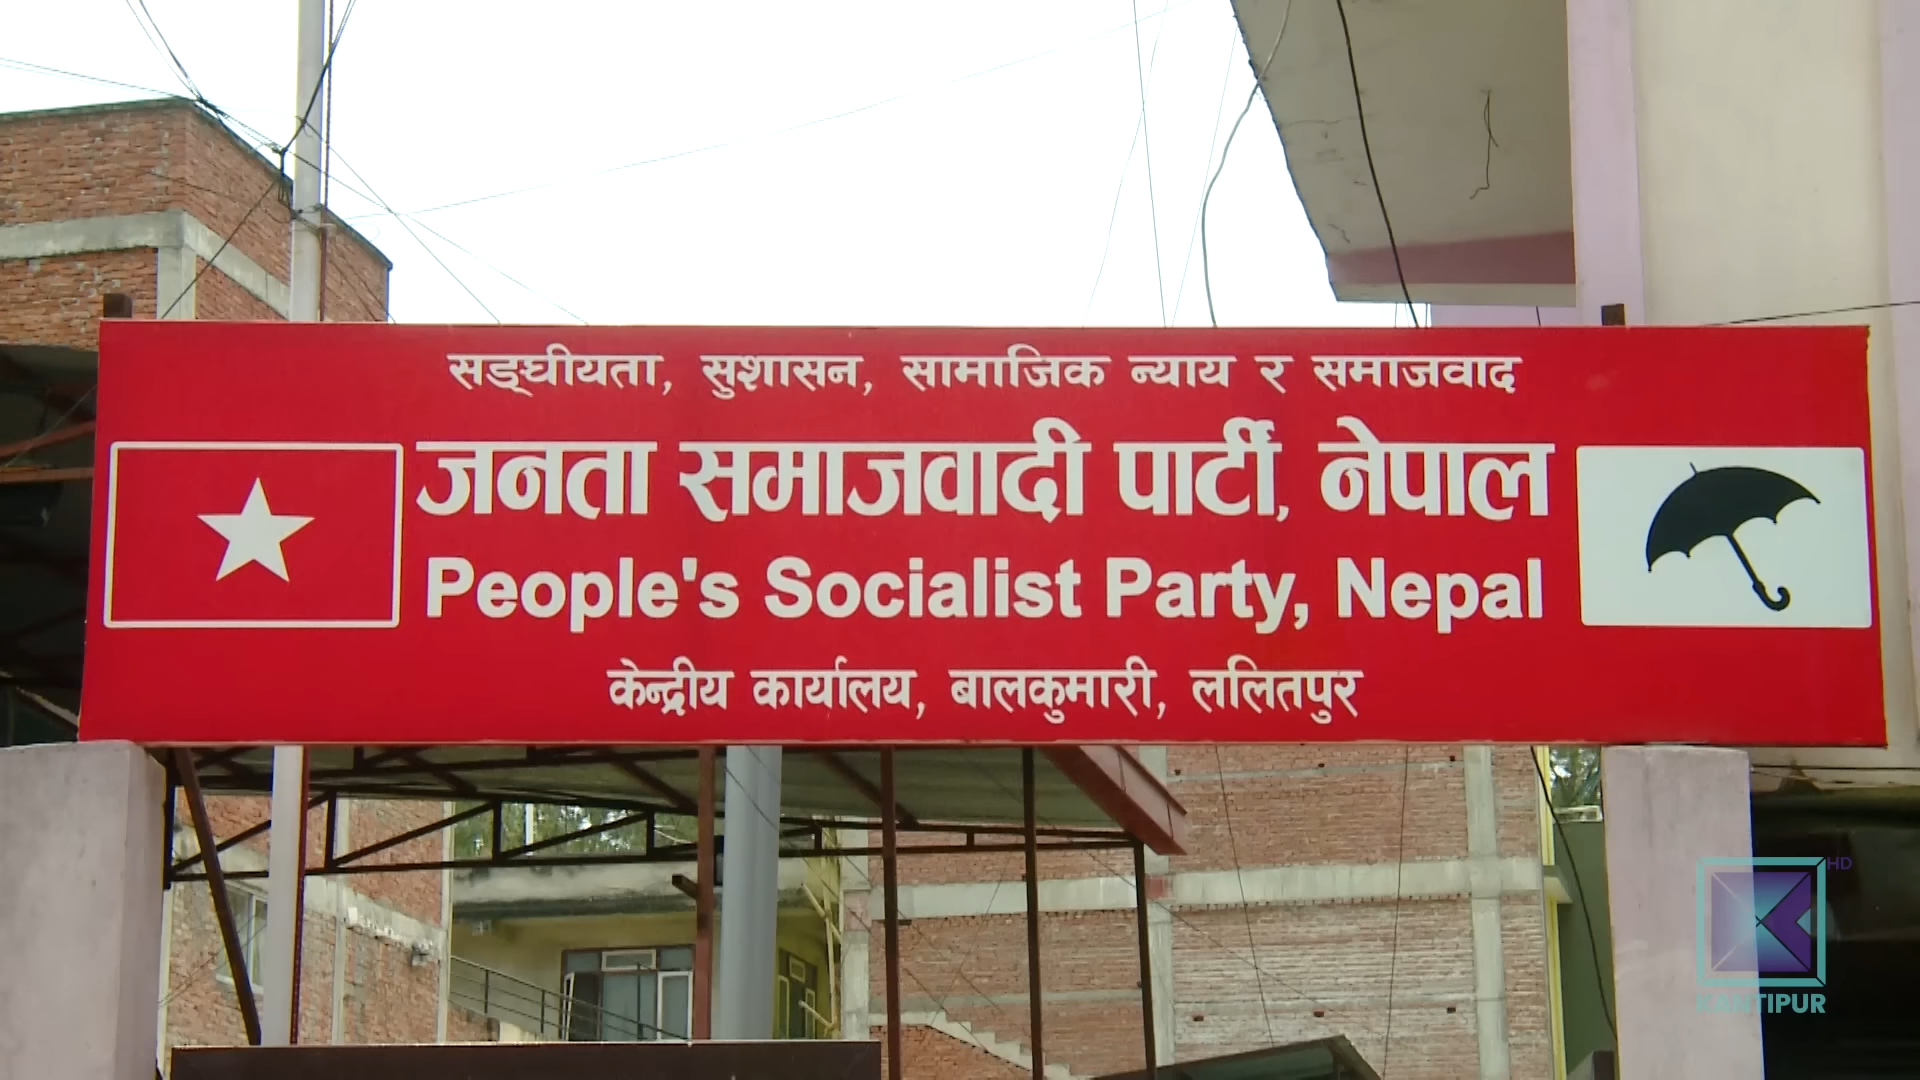 सङ्घीयता, सुशासन, सामाजिक न्याय र समाजवाद
जनता समाजवादी पार्टी, नेपाल
People's Socialist Party, Nepal
केन्द्रीय कार्यालय, बालकुमारी, ललितपुर
HD
KANTIPUR